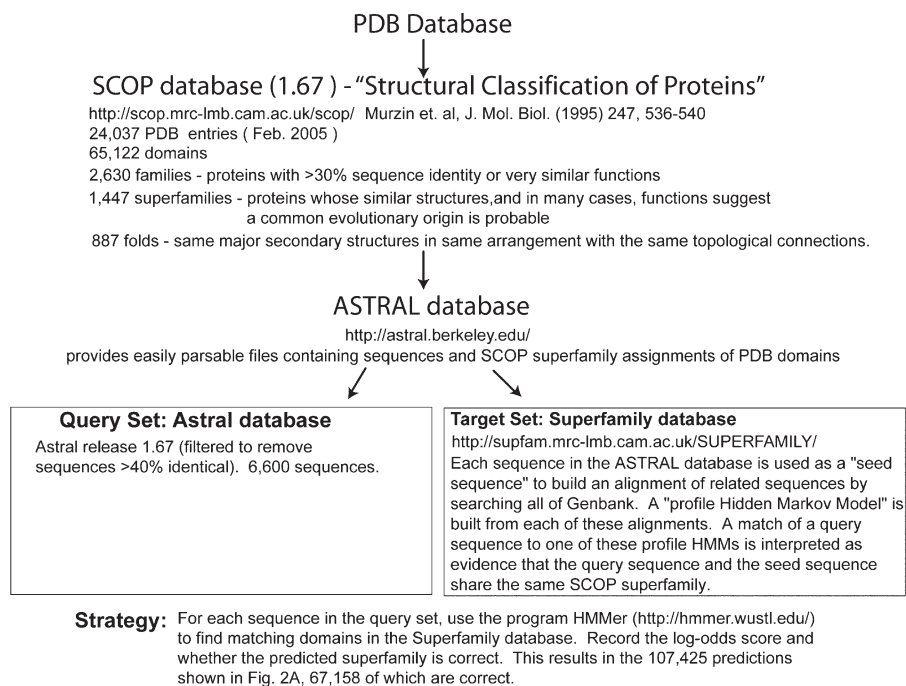 PDB Database
SCOP database (1.67 ) - “Structural Classification of Proteins”
http://scop.mrc-lmb.cam.ac.uk/scop/ Murzin et. al, J. Mol. Biol. (1995) 247, 536-540
24,037 PDB entries ( Feb. 2005 )
65,122 domains
2,630 families - proteins with >30% sequence identity or very similar functions
1,447 superfamilies - proteins whose similar structures,and in many cases, functions suggest
a common evolutionary origin is probable
887 folds - same major secondary structures in same arrangement with the same topological connections.
ASTRAL database
http://astral.berkeley.edu/
provides easily parsable files containing sequences and SCOP superfamily assignments of PDB domains
Query Set: Astral database
Astral release 1.67 (filtered to remove
sequences >40% identical). 6,600 sequences.
Target Set: Superfamily database
http://supfam.mrc-lmb.cam.ac.uk/SUPERFAMILY/
Each sequence in the ASTRAL database is used as a "seed
sequence" to build an alignment of related sequences by
searching all of Genbank. A "profile Hidden Markov Model" is
built from each of these alignments. A match of a query
sequence to one of these profile HMMs is interpreted as
evidence that the query sequence and the seed sequence
share the same SCOP superfamily.
Strategy: For each sequence in the query set, use the program HMMer (http://hmmer.wustl.edu/)
to find matching domains in the Superfamily database. Record the log-odds score and
whether the predicted superfamily is correct. This results in the 107,425 predictions
shown in Fig. 2A, 67,158 of which are correct.